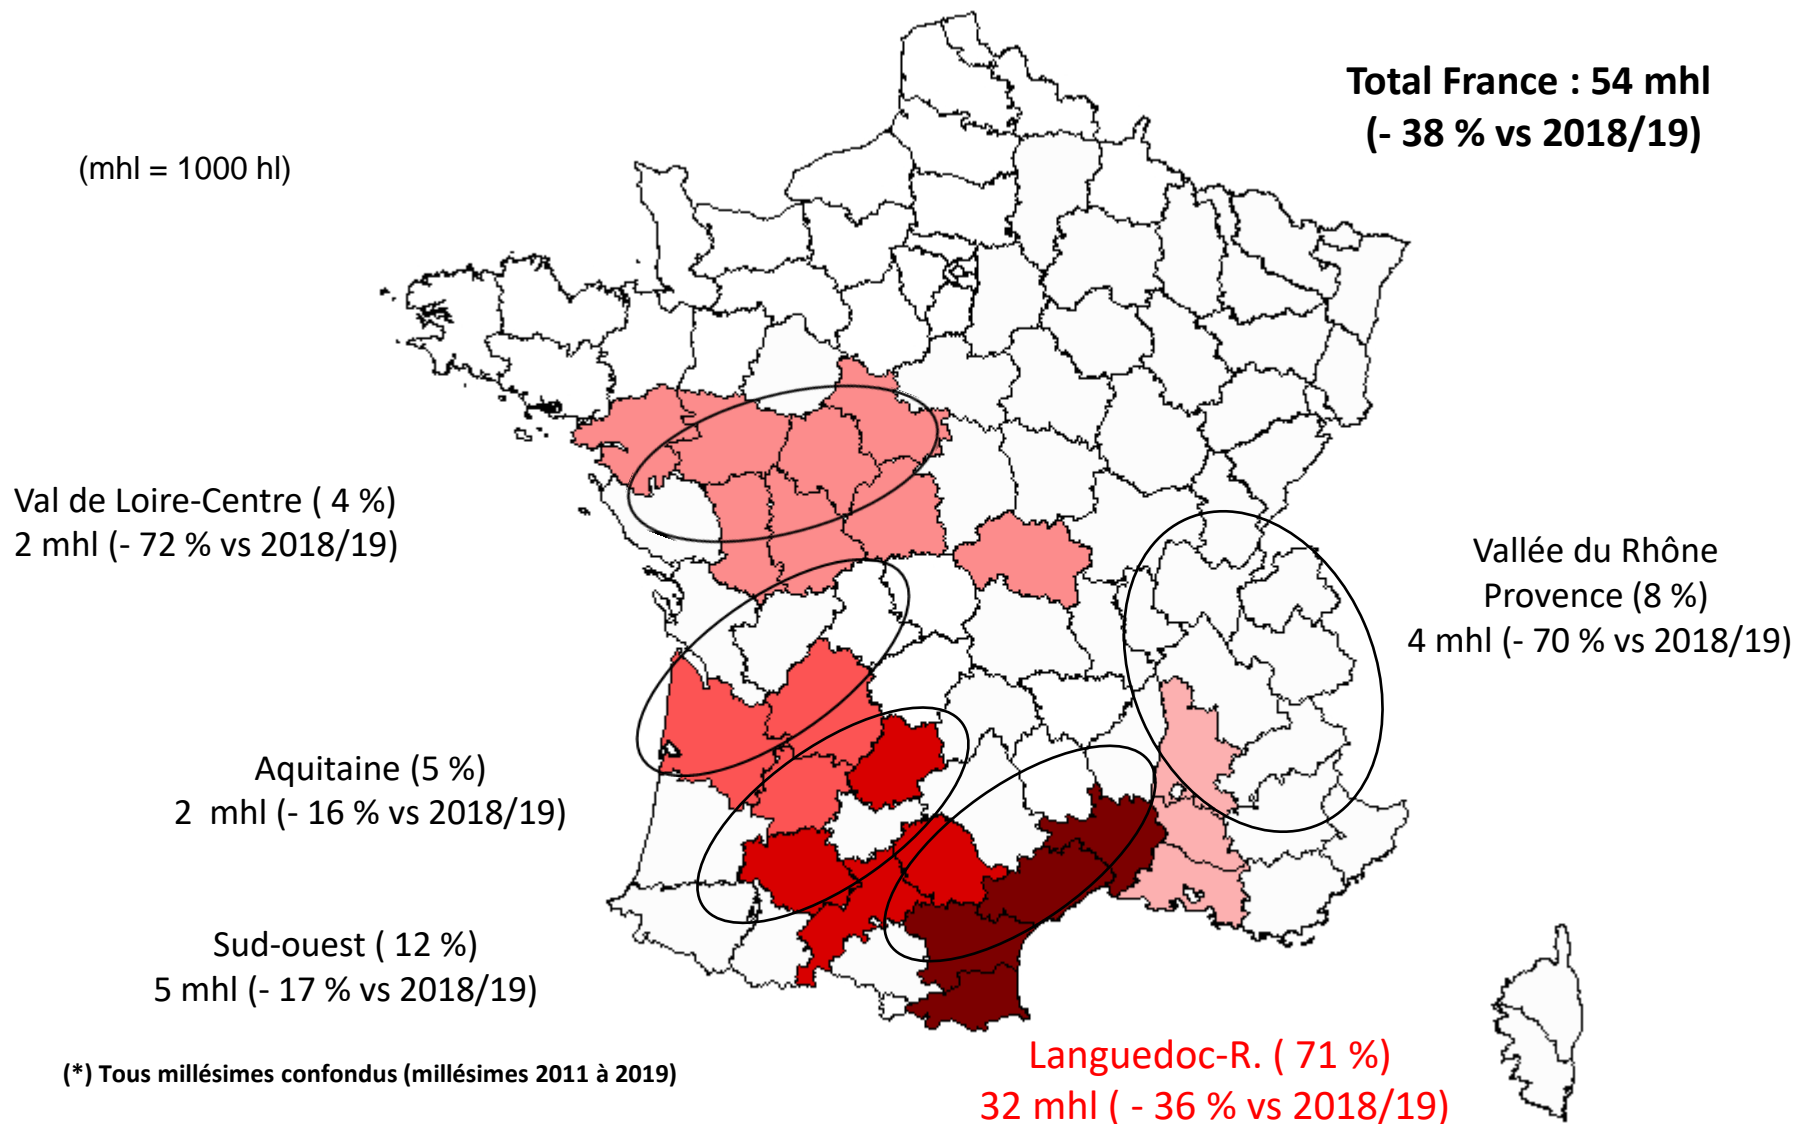 Total France : 54 mhl
(- 38 % vs 2018/19)
(mhl = 1000 hl)
Val de Loire-Centre ( 4 %)
2 mhl (- 72 % vs 2018/19)
Vallée du Rhône
Provence (8 %)
4 mhl (- 70 % vs 2018/19)
Aquitaine (5 %)
2 mhl (- 16 % vs 2018/19)
Sud-ouest ( 12 %)
5 mhl (- 17 % vs 2018/19)
Languedoc-R. ( 71 %)
32 mhl ( - 36 % vs 2018/19)
(*) Tous millésimes confondus (millésimes 2011 à 2019)